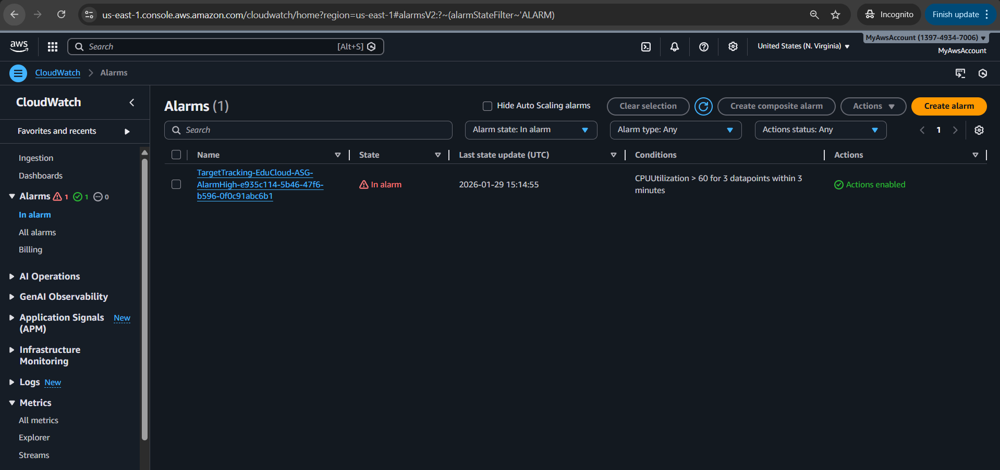 us-east-1.console.aws.amazon.com/cloudwatch/home?region=us-east-1#alarmsV2:?~(alarmStateFilter~'ALARM)
Incognito
Finish update
aws
Search
[Alt+S]
United States (N. Virginia)
MyAwsAccount (1397-4934-7006)
MyAwsAccount
CloudWatch
Alarms
CloudWatch
Favorites and recents
Ingestion
Dashboards
Alarms 1 1 0
In alarm
All alarms
Billing
AI Operations
GenAI Observability
Application Signals New
(APM)
Infrastructure
Monitoring
Logs New
Metrics
All metrics
Explorer
Streams
Alarms (1)
Hide Auto Scaling alarms
Clear selection
Create composite alarm
Actions
Create alarm
Search
Alarm state: In alarm
Alarm type: Any
Actions status: Any
1
Name
State
Last state update (UTC)
Conditions
Actions
TargetTracking-EduCloud-ASG-
AlarmHigh-e935c114-5b46-47f6-
b596-0f0c91abc6b1
In alarm
2026-01-29 15:14:55
CPUUtilization > 60 for 3 datapoints within 3
minutes
Actions enabled